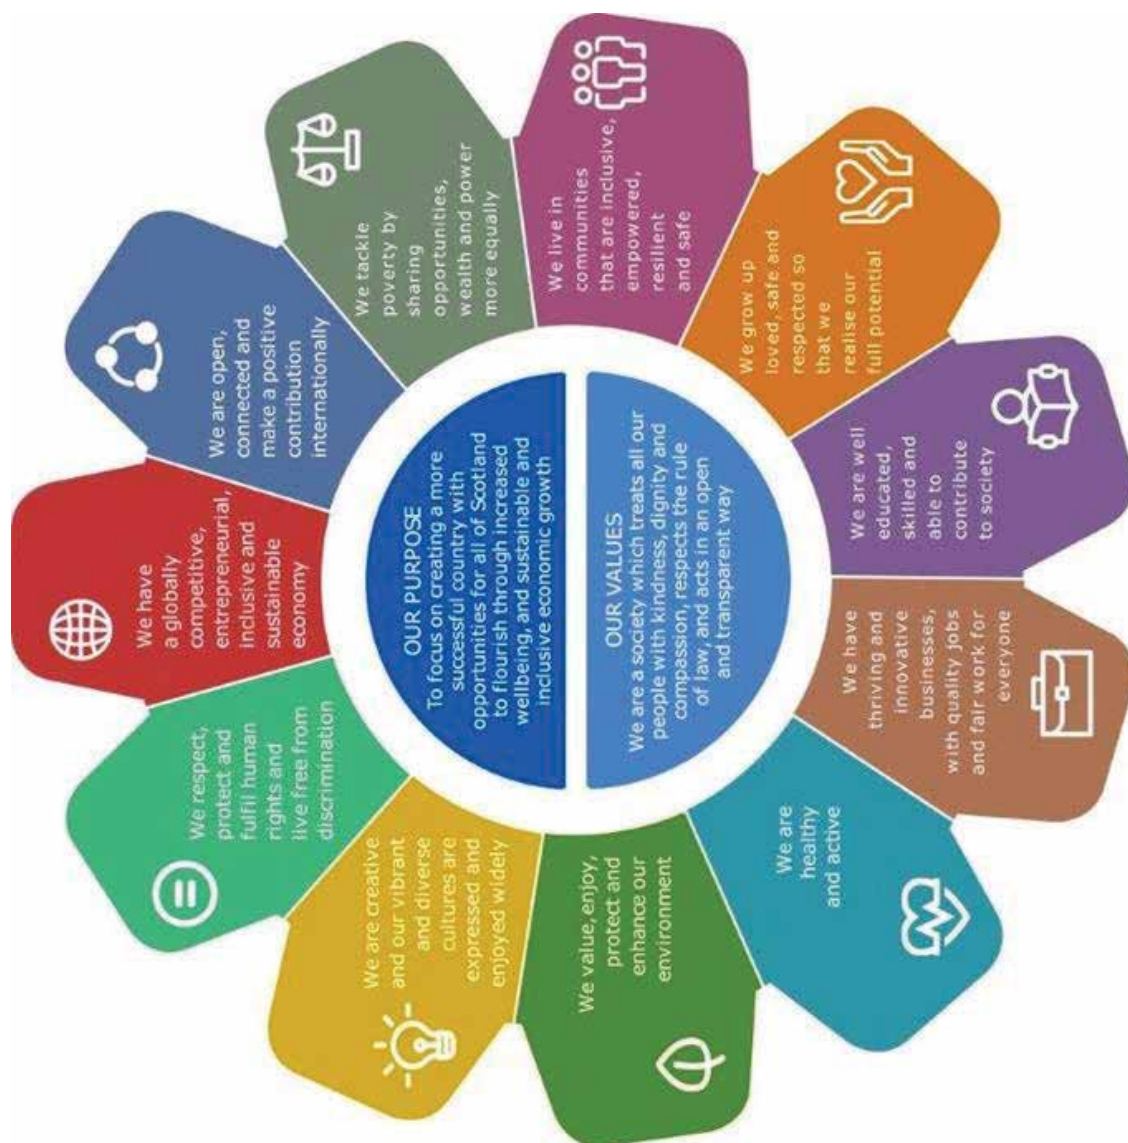 OUR PURPOSE
To focus on creating a more
successful country with
opportunities for all of Scotland
to flourish through increased
wellbeing, and sustainable and
inclusive economic growth
OUR VALUES
We are a society which treats all our
people with kindness, dignity and
compassion, respects the rule
of law, and acts in an open
and transparent way
We have
a globally
competitive,
entrepreneurial,
inclusive and
sustainable
economy
We are open,
connected and
make a positive
contribution
internationally
We tackle
poverty by
sharing
opportunities,
wealth and power
more equally
We live in
communities
that are inclusive,
empowered,
resilient
and safe
We grow up
loved, safe and
respected so
that we
realise our
full potential
We are well
educated,
skilled and
able to
contribute
to society
We have
thriving and
innovative
businesses,
with quality jobs
and fair work for
everyone
We are
healthy
and active
We value, enjoy,
protect and
enhance our
environment
We are creative
and our vibrant
and diverse
cultures are
expressed and
enjoyed widely
We respect,
protect and
fulfil human
rights and
live free from
discrimination